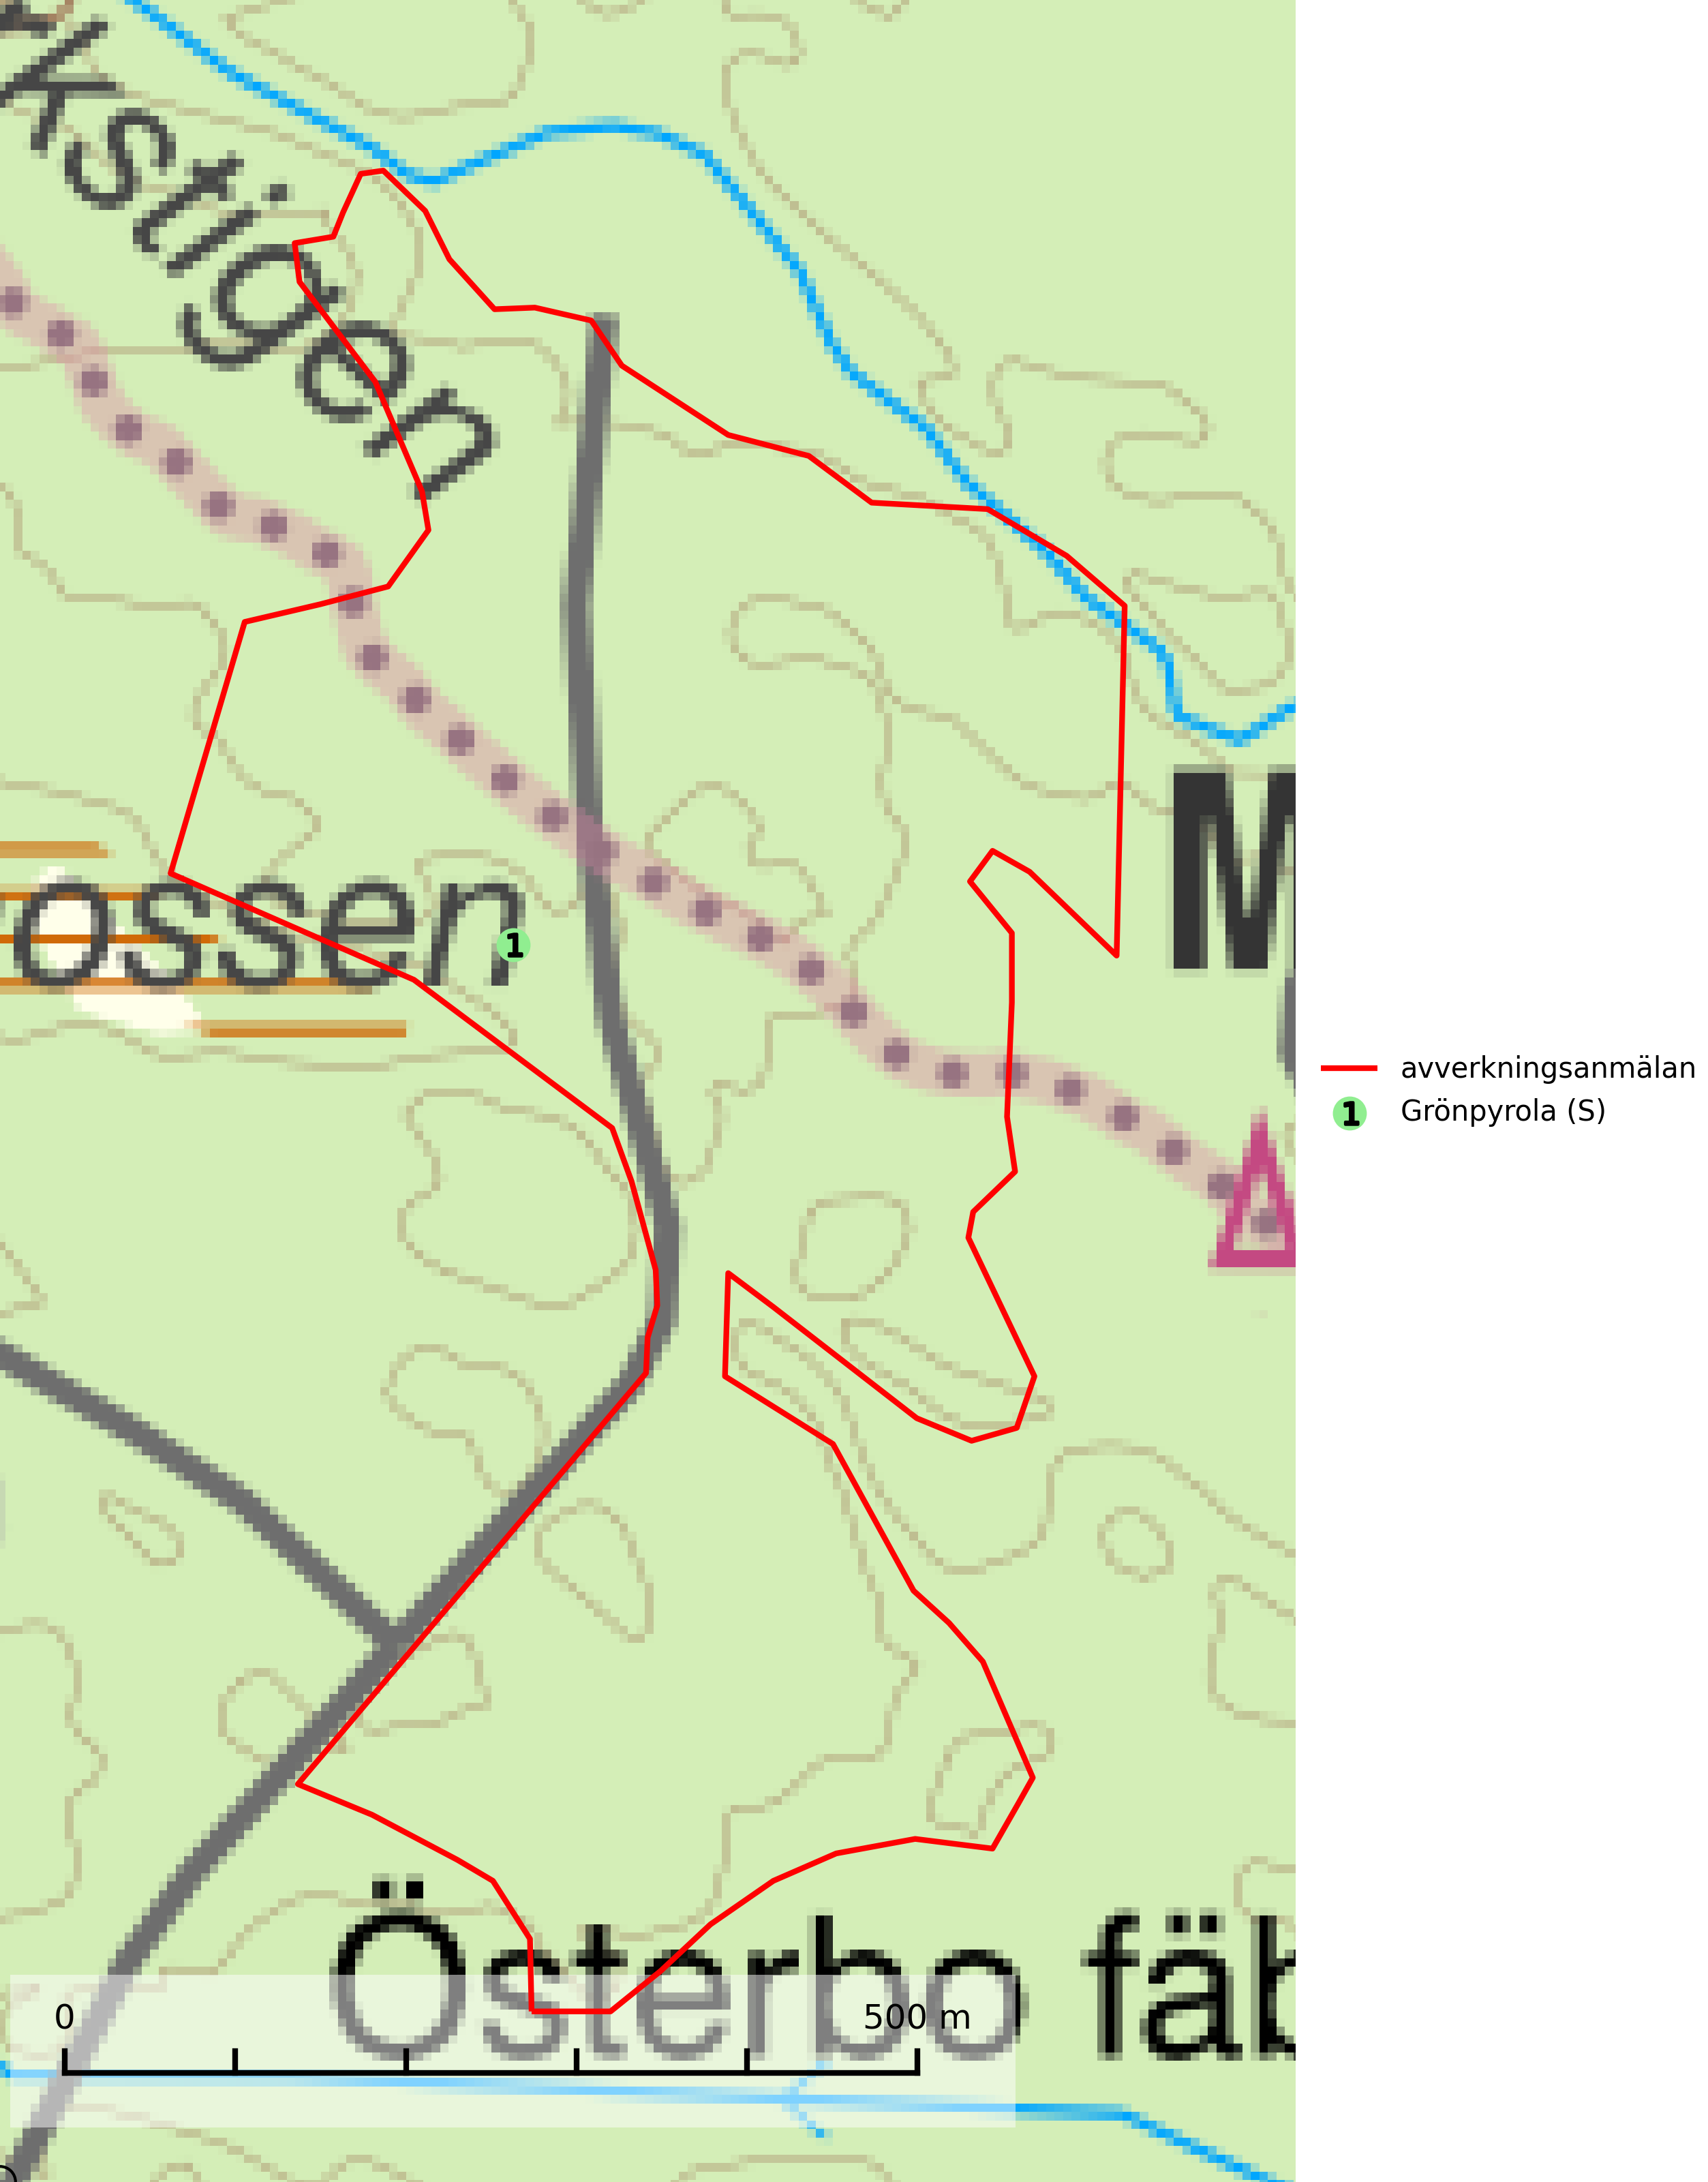 kstigen
ossen
1
M
avverkningsanmälan
1 Grönpyrola (S)
Österbo fäb
0 500 m